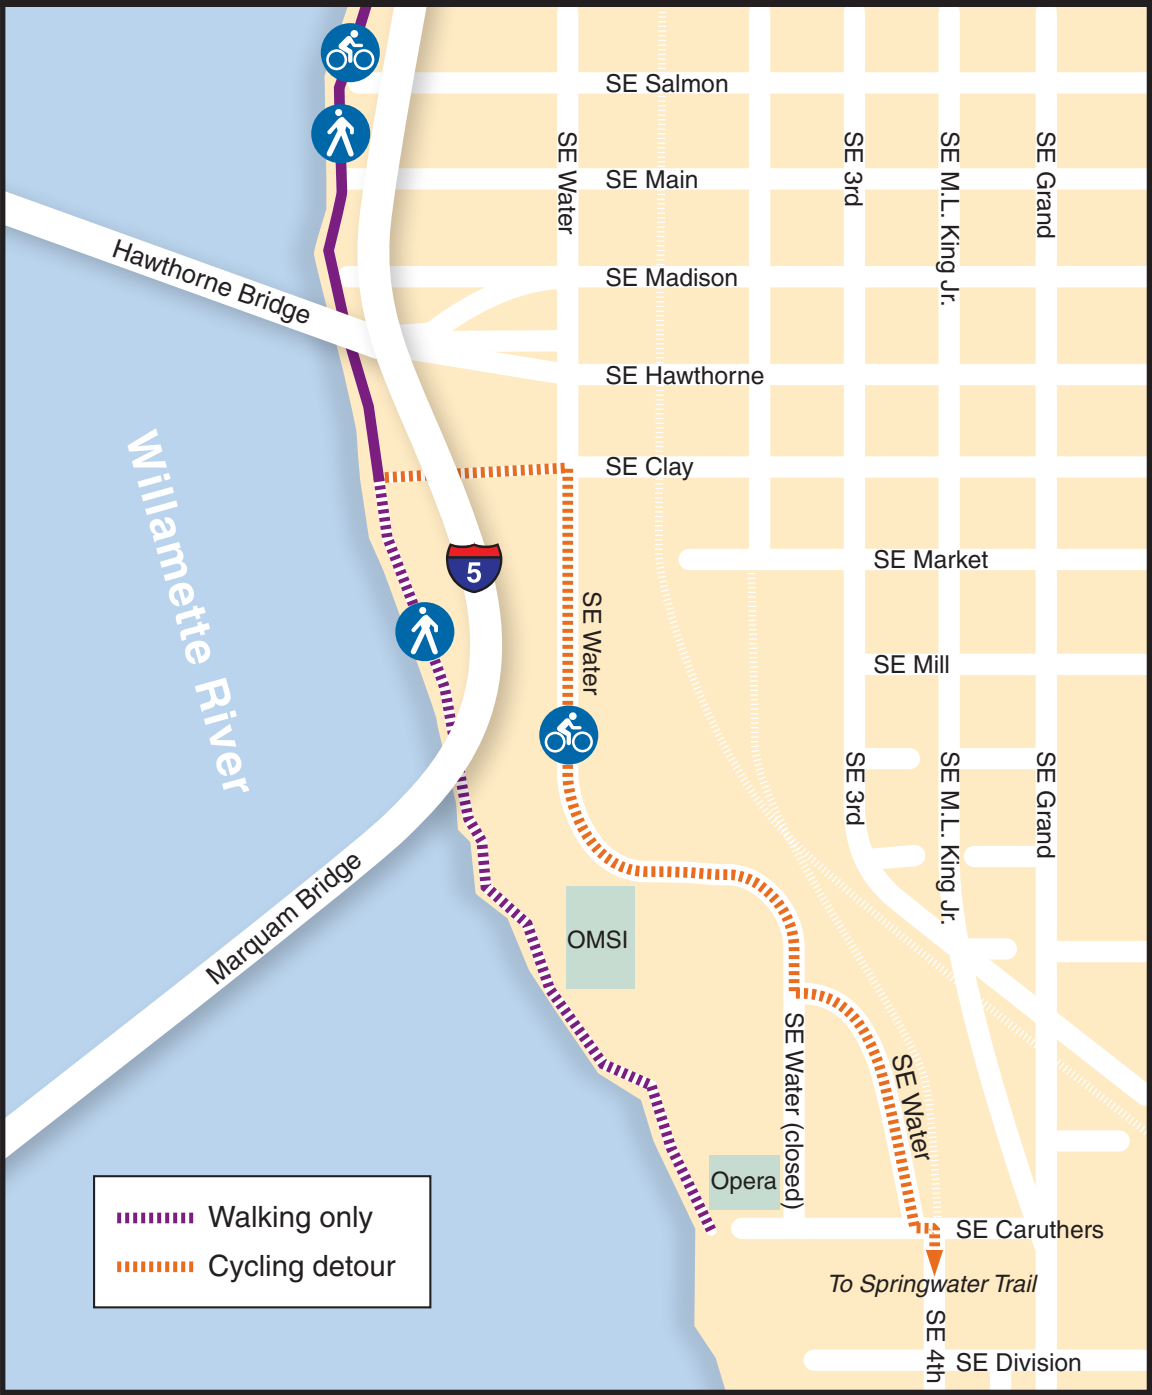 SE Salmon
SE Water
SE Main
SE 3rd
SE M.L. King Jr.
SE Grand
Hawthorne Bridge
SE Madison
SE Hawthorne
SE Clay
Willamette River
5
SE Market
SE Water
SE Mill
SE 3rd
SE M.L. King Jr.
SE Grand
Marquam Bridge
OMSI
SE Water (closed)
SE Water
Opera
Walking only
Cycling detour
SE Caruthers
To Springwater Trail
SE 4th
SE Division